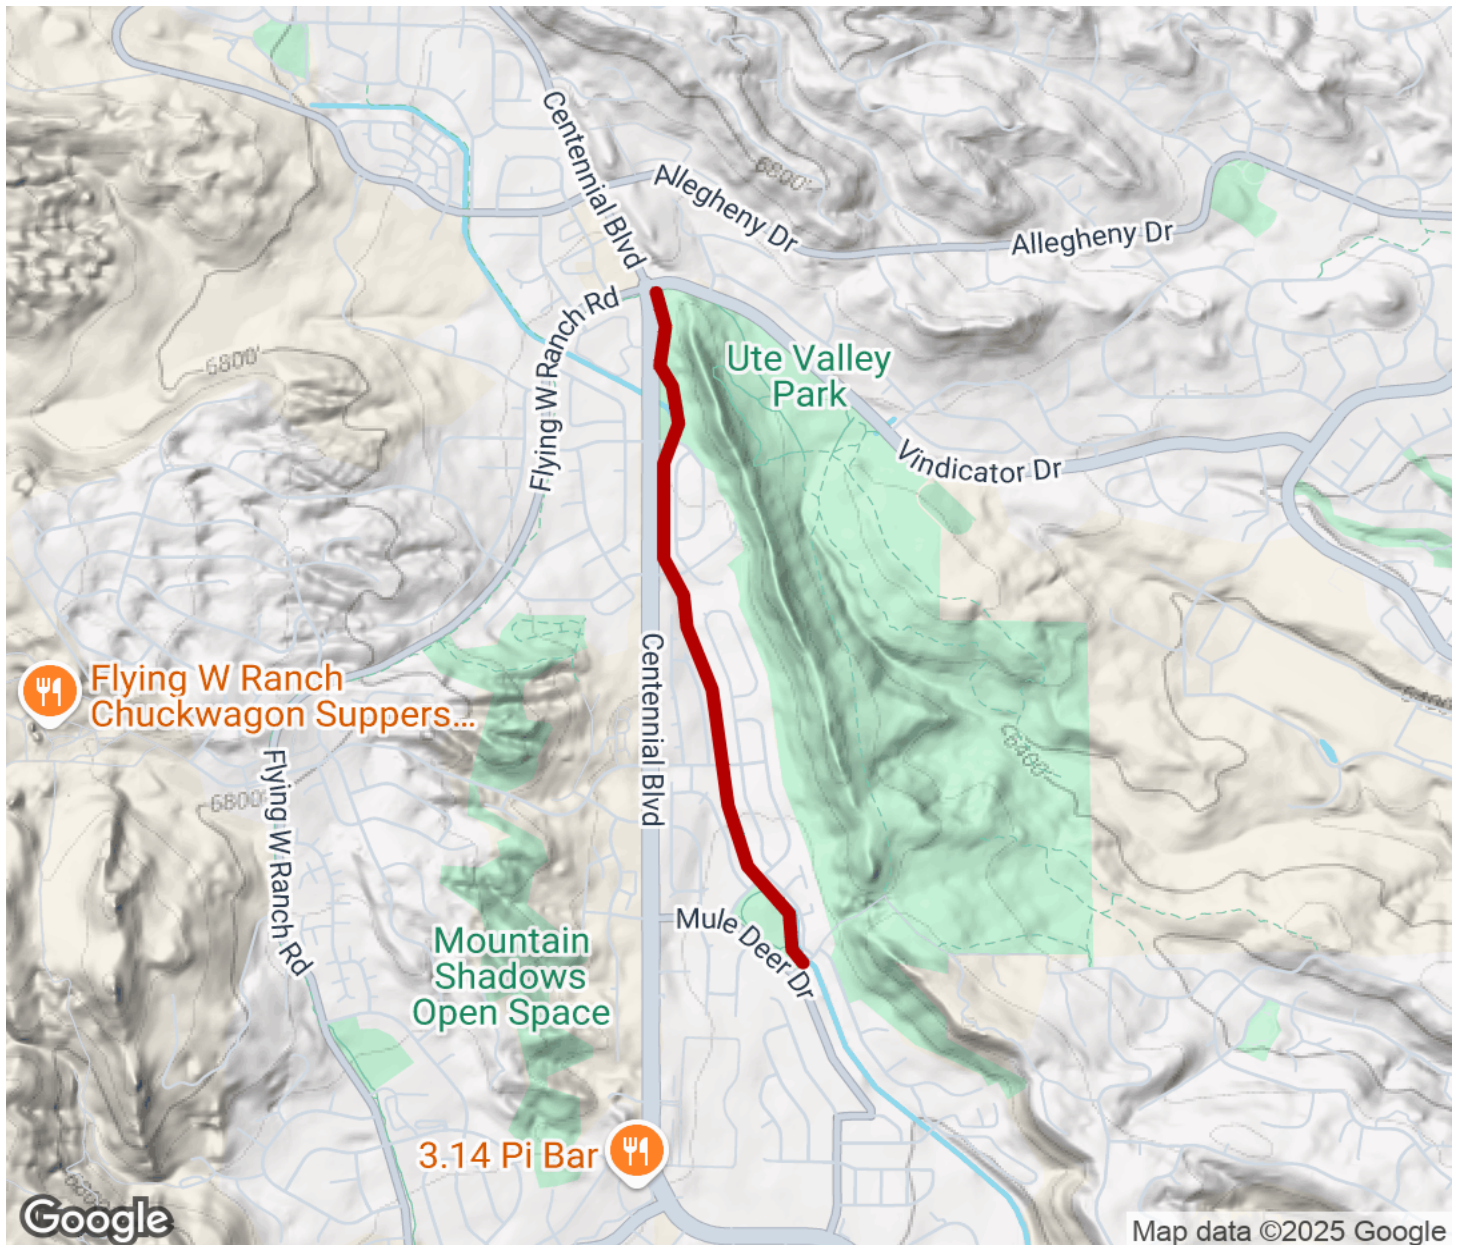 Centennial Blvd
Allegheny Dr
6800'
Allegheny Dr
Flying W Ranch Rd
Ute Valley
Park
6800'
Vindicator Dr
Flying W Ranch
Chuckwagon Suppers...
Centennial Blvd
6400'
Flying W Ranch Rd
6800'
Mule Deer Dr
Mountain
Shadows
Open Space
3.14 Pi Bar
Google
Map data ©2025 Google